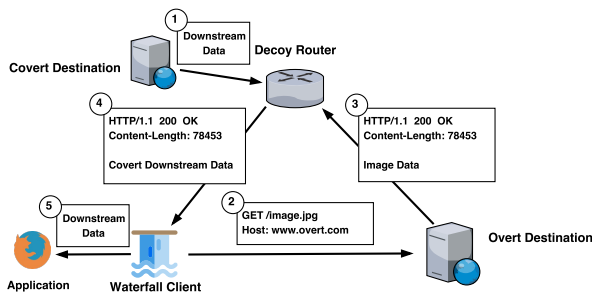 1
Downstream
Data
Covert Destination
Decoy Router
4
HTTP/1.1 200 OK
Content-Length: 78453
Covert Downstream Data
3
HTTP/1.1 200 OK
Content-Length: 78453
Image Data
2
GET /image.jpg
Host: www.overt.com
5
Downstream
Data
Overt Destination
Application
Waterfall Client